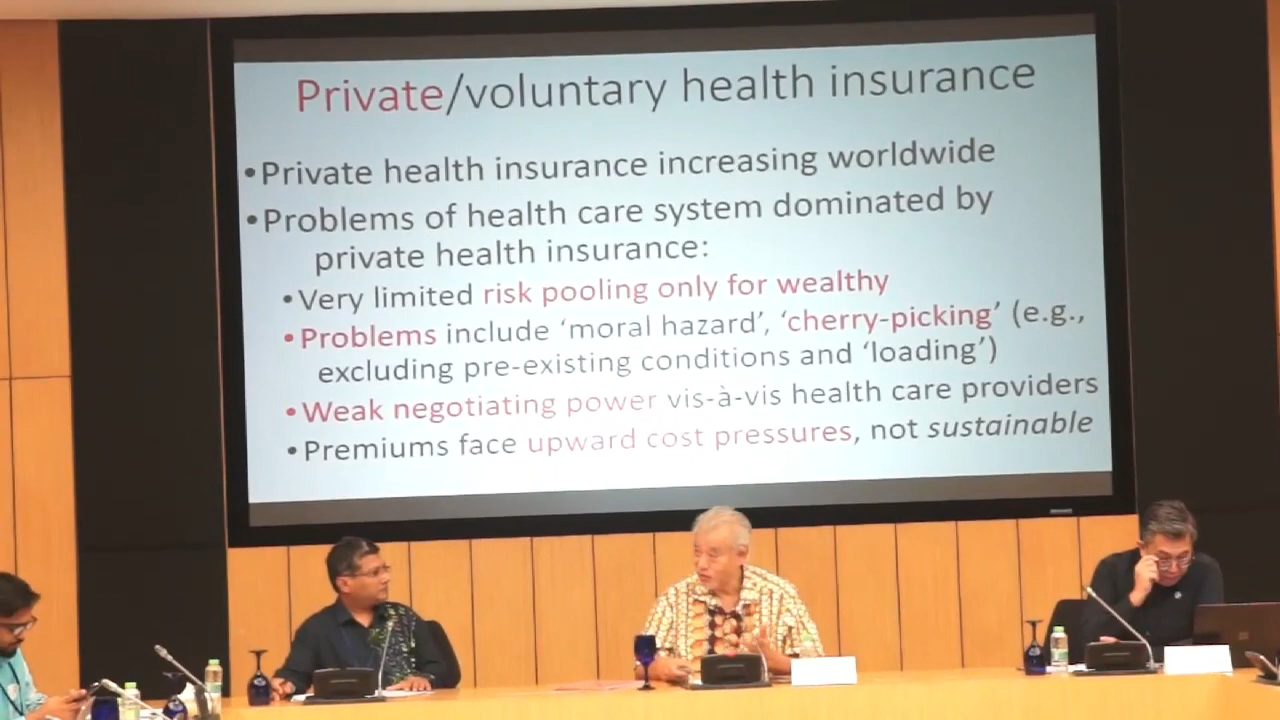 Private/voluntary health insurance
•Private health insurance increasing worldwide
•Problems of health care system dominated by
private health insurance:
•Very limited risk pooling only for wealthy
•Problems include ‘moral hazard’, ‘cherry-picking’ (e.g.,
excluding pre-existing conditions and ‘loading’)
•Weak negotiating power vis-à-vis health care providers
•Premiums face upward cost pressures, not sustainable